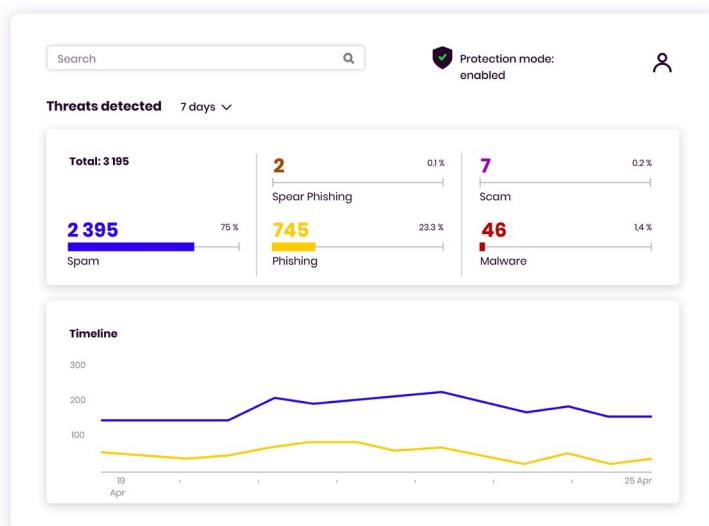 Search
Protection mode:
enabled
Threats detected 7 days
Total: 3 195
2 0.1 %
Spear Phishing
7 0.2 %
Scam
2 395 75 %
Spam
745 23.3 %
Phishing
46 1,4 %
Malware
Timeline
300
200
100
19
Apr
25 Apr